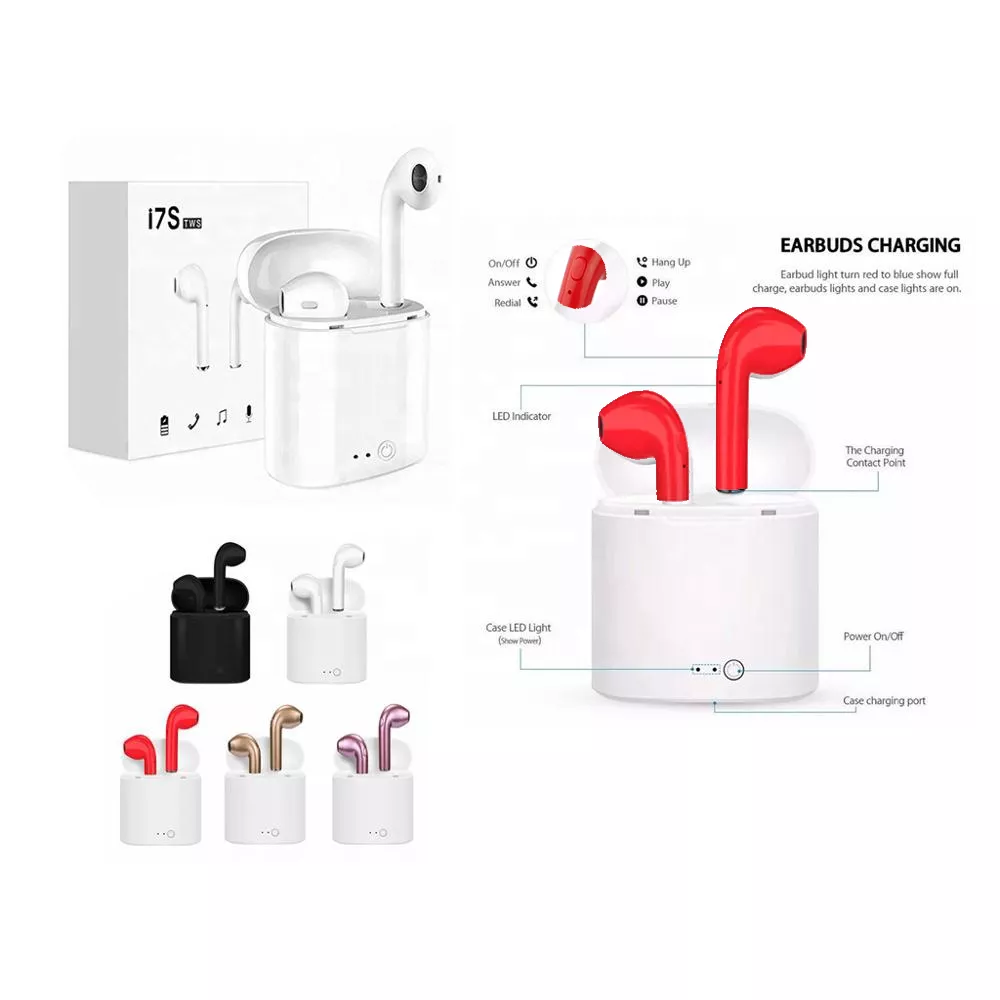 i7S TWS
EARBUDS CHARGING
Earbud light turn red to blue show full
charge, earbuds lights and case lights are on.
On/Off
Answer
Redial
Hang Up
Play
Pause
LED Indicator
The Charging
Contact Point
Case LED Light
(Show Power)
Power On/Off
Case charging port